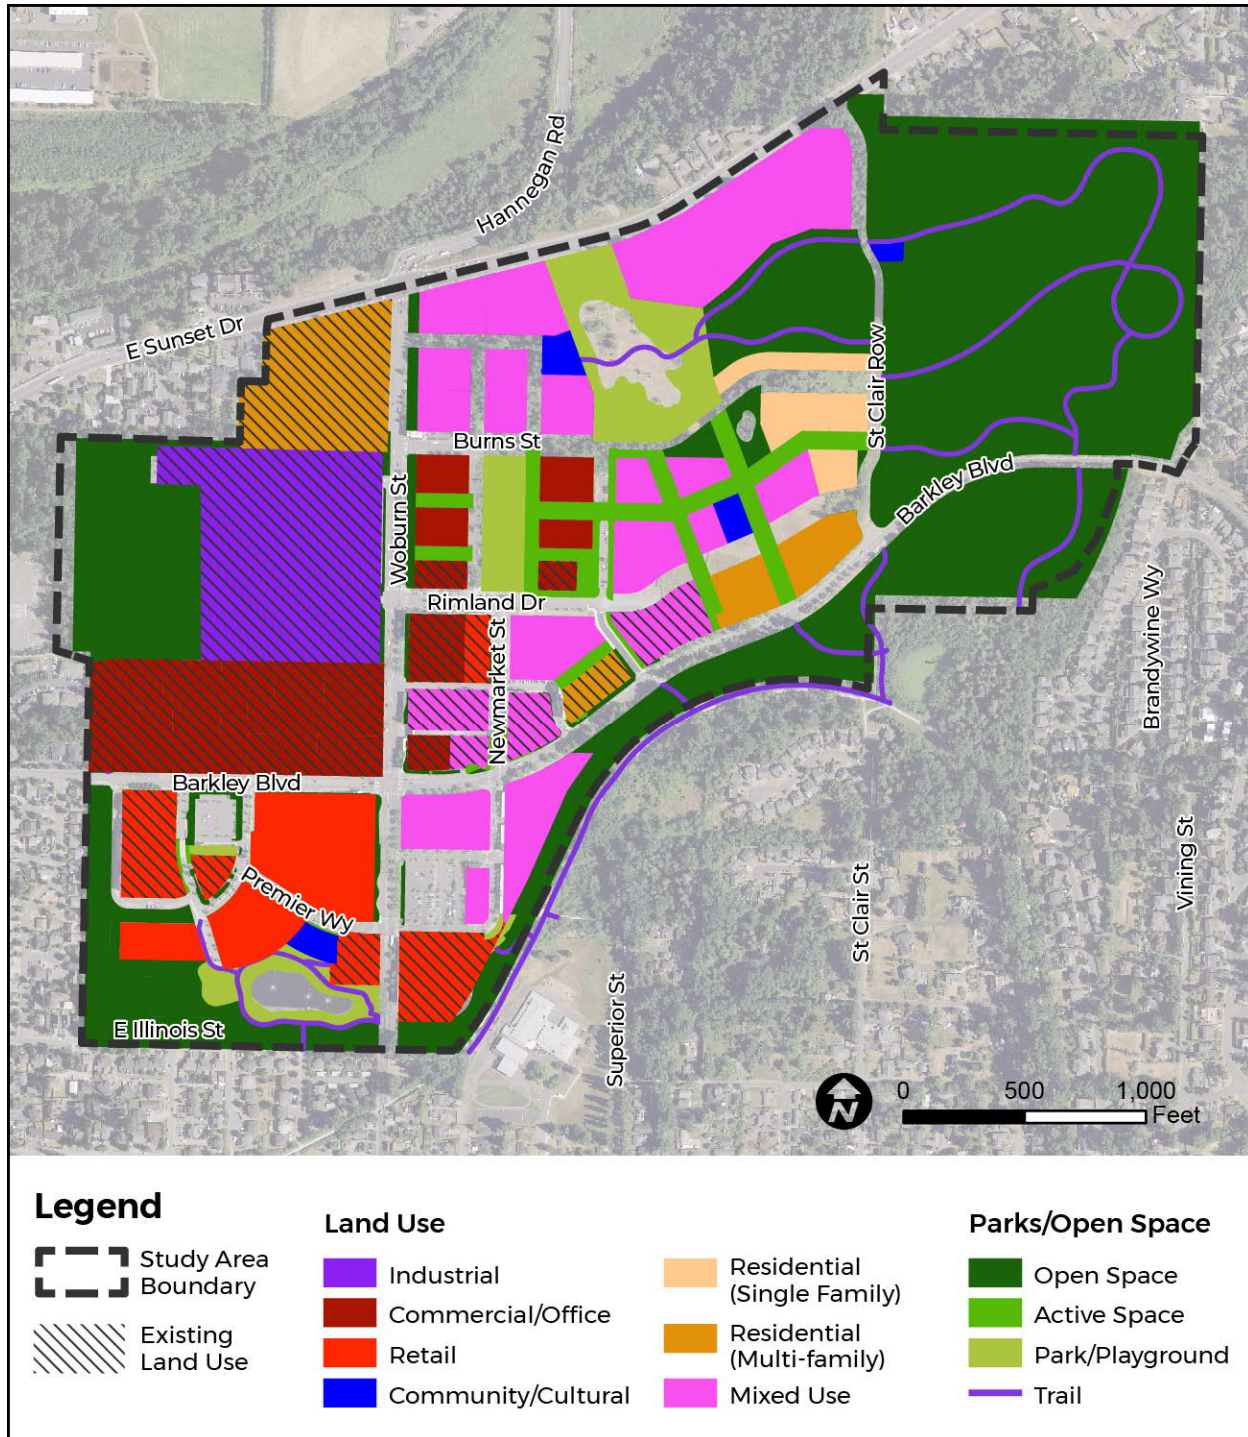 Hannegan Rd
E Sunset Dr
St Clair Row
Burns St
Barkley Blvd
Woburn St
Rimland Dr
Newmarket St
Brandywine Wy
Barkley Blvd
Premier Wy
Vining St
St Clair St
Superior St
E Illinois St
N
0 500 1,000
Feet
Legend
Study Area
Boundary
Existing
Land Use
Land Use
Industrial
Commercial/Office
Retail
Community/Cultural
Residential
(Single Family)
Residential
(Multi-family)
Mixed Use
Parks/Open Space
Open Space
Active Space
Park/Playground
Trail